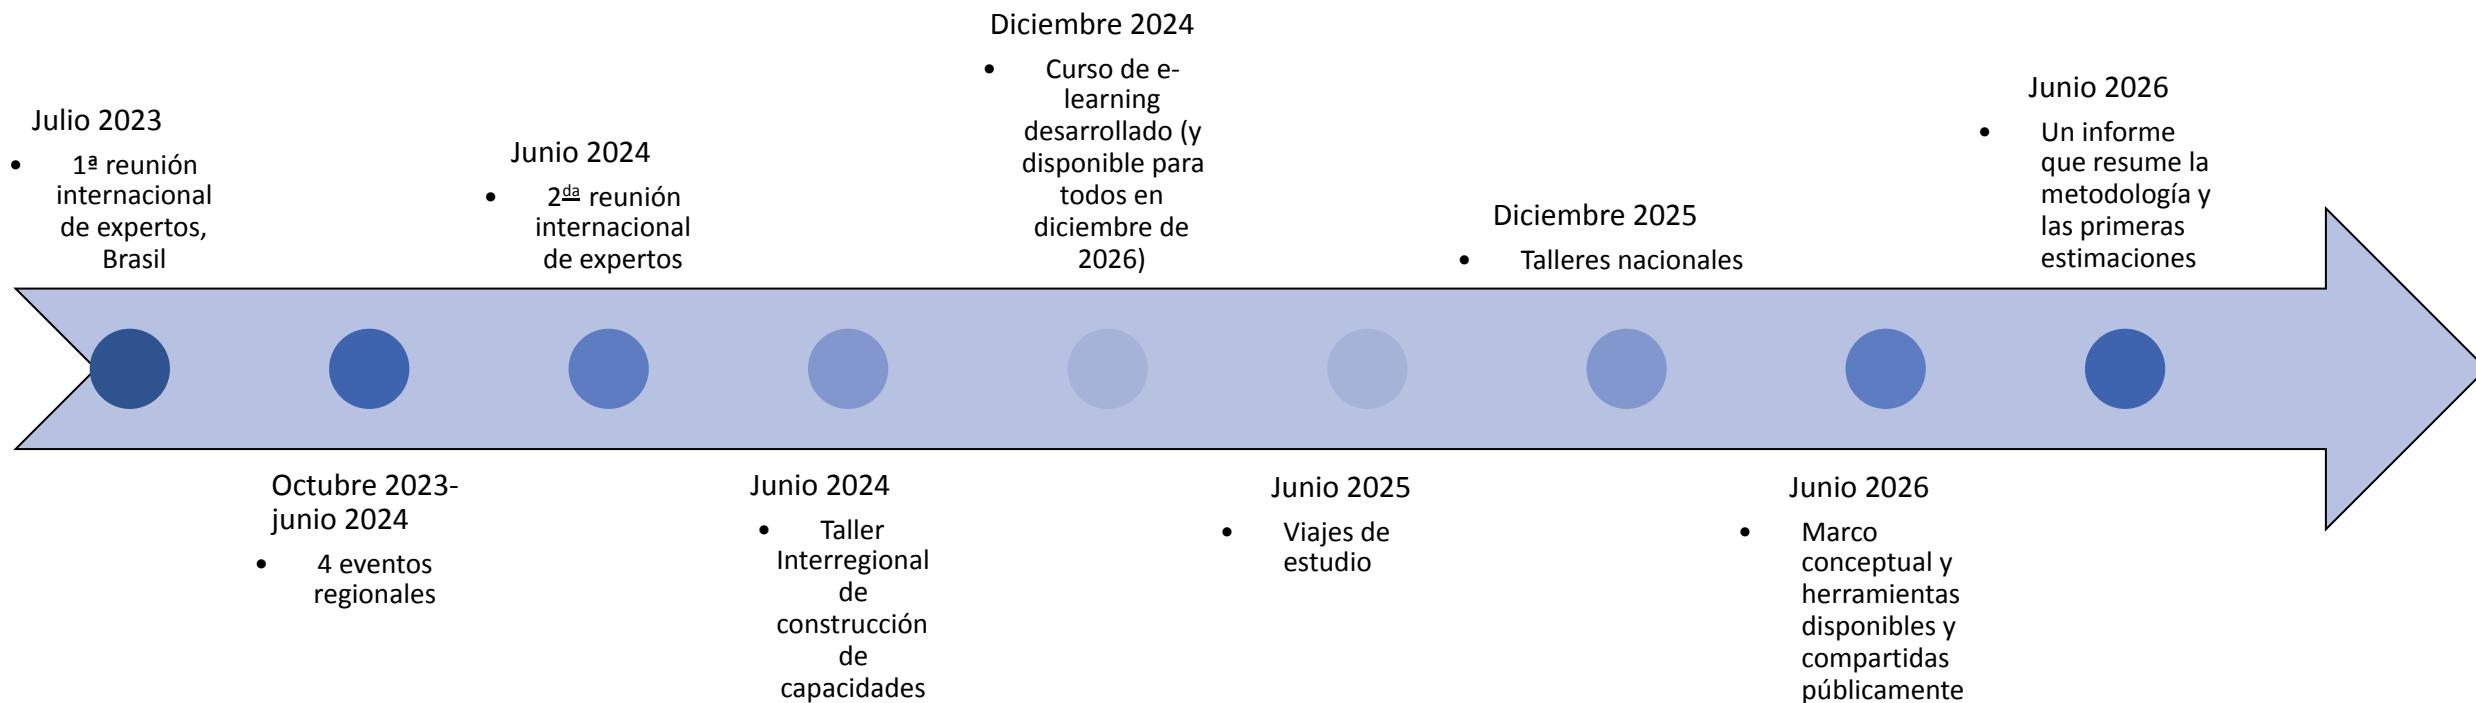 Julio 2023
• 1ª reunión
internacional
de expertos,
Brasil
Octubre 2023-
junio 2024
• 4 eventos
regionales
Junio 2024
• 2da reunión
internacional
de expertos
Junio 2024
• Taller
Interregional
de
construcción
de
capacidades
Diciembre 2024
• Curso de e-
learning
desarrollado (y
disponible para
todos en
diciembre de
2026)
Junio 2025
• Viajes de
estudio
Diciembre 2025
• Talleres nacionales
Junio 2026
• Marco
conceptual y
herramientas
disponibles y
compartidas
públicamente
Junio 2026
• Un informe
que resume la
metodología y
las primeras
estimaciones